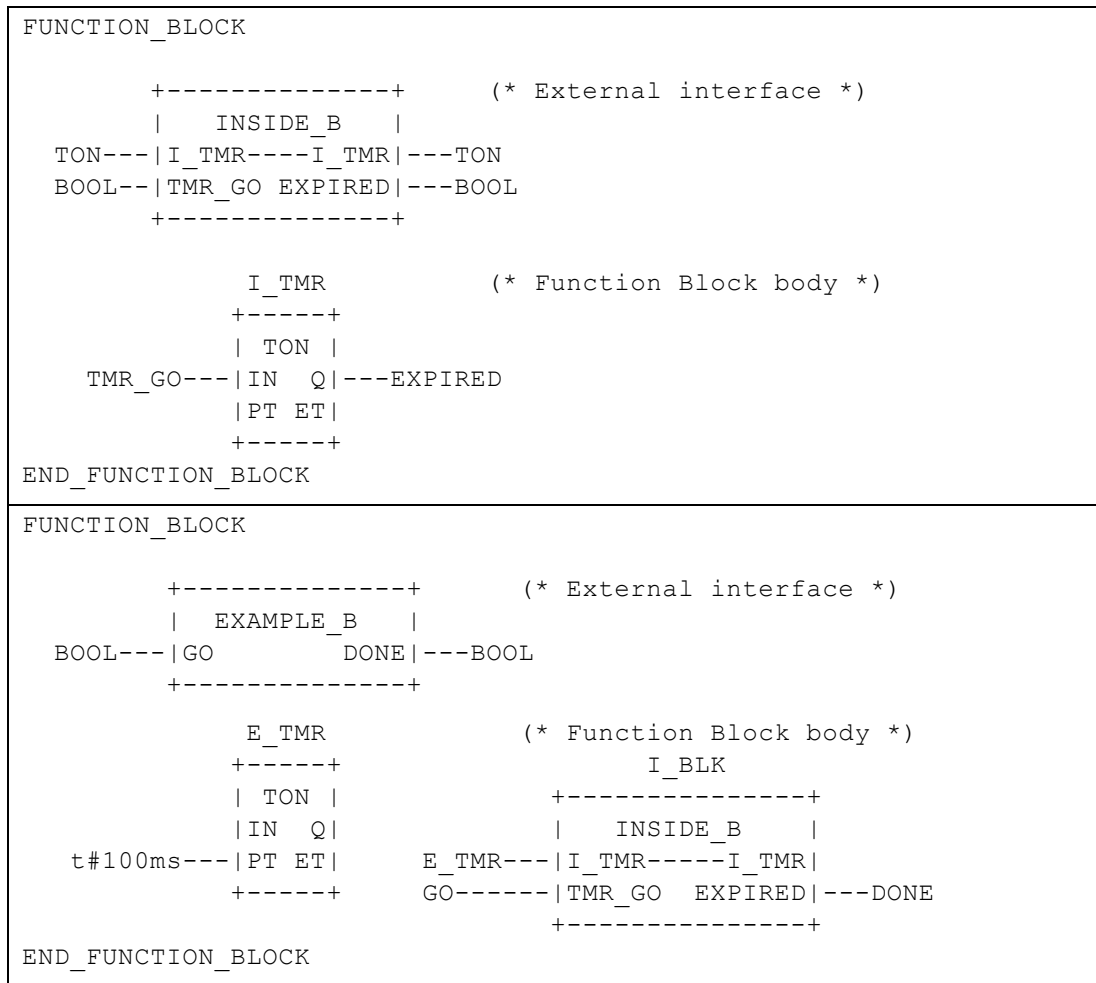 FUNCTION_BLOCK
        +--------------+     (* External interface *)
        |   INSIDE_B   |
  TON---|I_TMR----I_TMR|---TON
  BOOL--|TMR_GO EXPIRED|---BOOL
        +--------------+
              I_TMR          (* Function Block body *)
             +-----+
             | TON |
    TMR_GO---|IN  Q|---EXPIRED
             |PT ET|
             +-----+
END_FUNCTION_BLOCK
FUNCTION_BLOCK
         +--------------+      (* External interface *)
         |  EXAMPLE_B   |
  BOOL---|GO        DONE|---BOOL
         +--------------+
              E_TMR            (* Function Block body *)
             +-----+                   I_BLK
             | TON |             +---------------+
             |IN  Q|             |   INSIDE_B    |
   t#100ms---|PT ET|     E_TMR---|I_TMR-----I_TMR|
             +-----+     GO------|TMR_GO  EXPIRED|---DONE
                                 +---------------+
END_FUNCTION_BLOCK